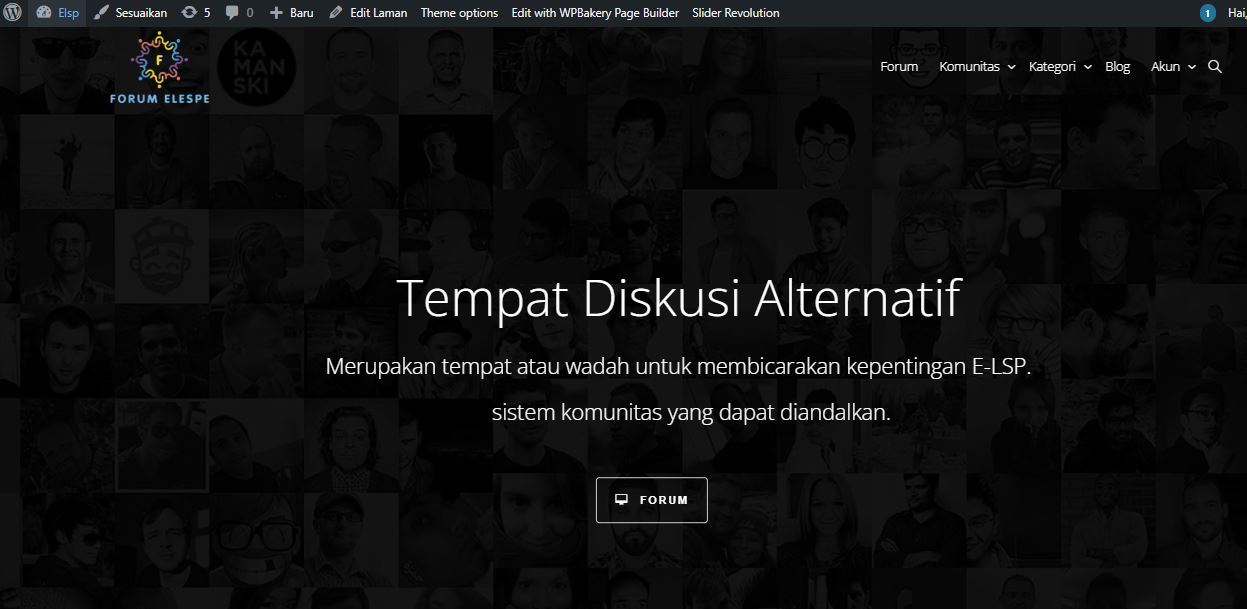 Elsp Sesuaikan 5 0 Baru Edit Laman Theme options Edit with WPBakery Page Builder Slider Revolution 1 Hai,
F
FORUM ELESPE
KA
MAN
SKI
Forum Komunitas Kategori Blog Akun
Tempat Diskusi Alternatif
Merupakan tempat atau wadah untuk membicarakan kepentingan E-LSP.
sistem komunitas yang dapat diandalkan.
FORUM